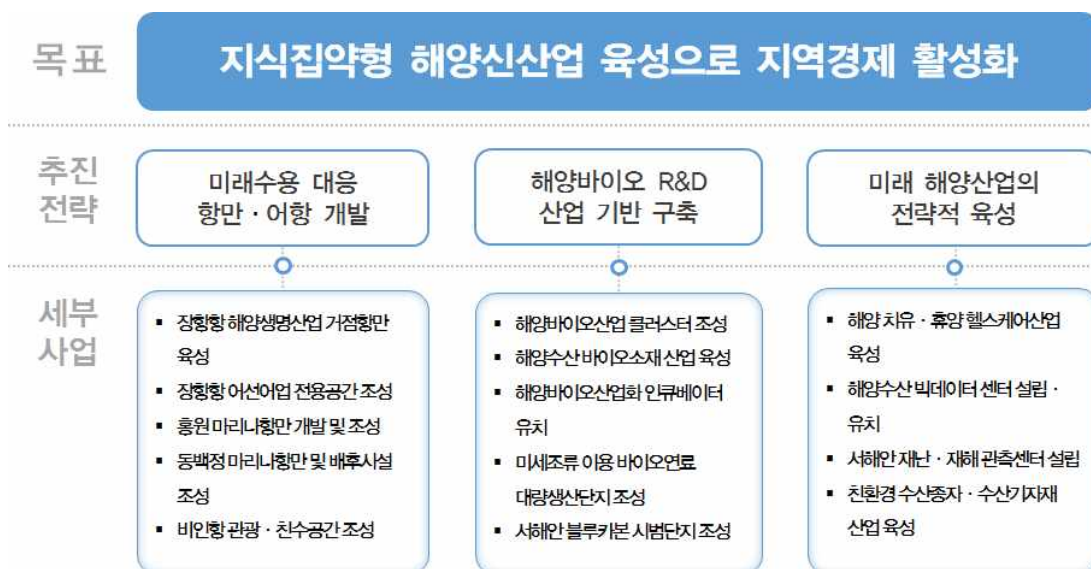 목표
지식집약형 해양신산업 육성으로 지역경제 활성화
추진
전략
미래수용 대응
항만·어항 개발
해양바이오 R&D
산업 기반 구축
미래 해양산업의
전략적 육성
세부
사업
▪ 장항항 해양생명산업 거점항만
육성
▪ 장항항 어선어업 전용공간 조성
▪ 홍원 마리나항만 개발 및 조성
▪ 동백정 마리나항만 및 배후시설
조성
▪ 비인항 관광·친수공간 조성
▪ 해양바이오산업 클러스터 조성
▪ 해양수산 바이오소재 산업 육성
▪ 해양바이오산업화 인큐베이터
유치
▪ 미세조류 이용 바이오연료
대량생산단지 조성
▪ 서해안 블루카본 시범단지 조성
▪ 해양 치유·휴양 헬스케어산업
육성
▪ 해양수산 빅데이터 센터 설립·
유치
▪ 서해안 재난·재해 관측센터 설립
▪ 친환경 수산종자·수산기자재
산업 육성